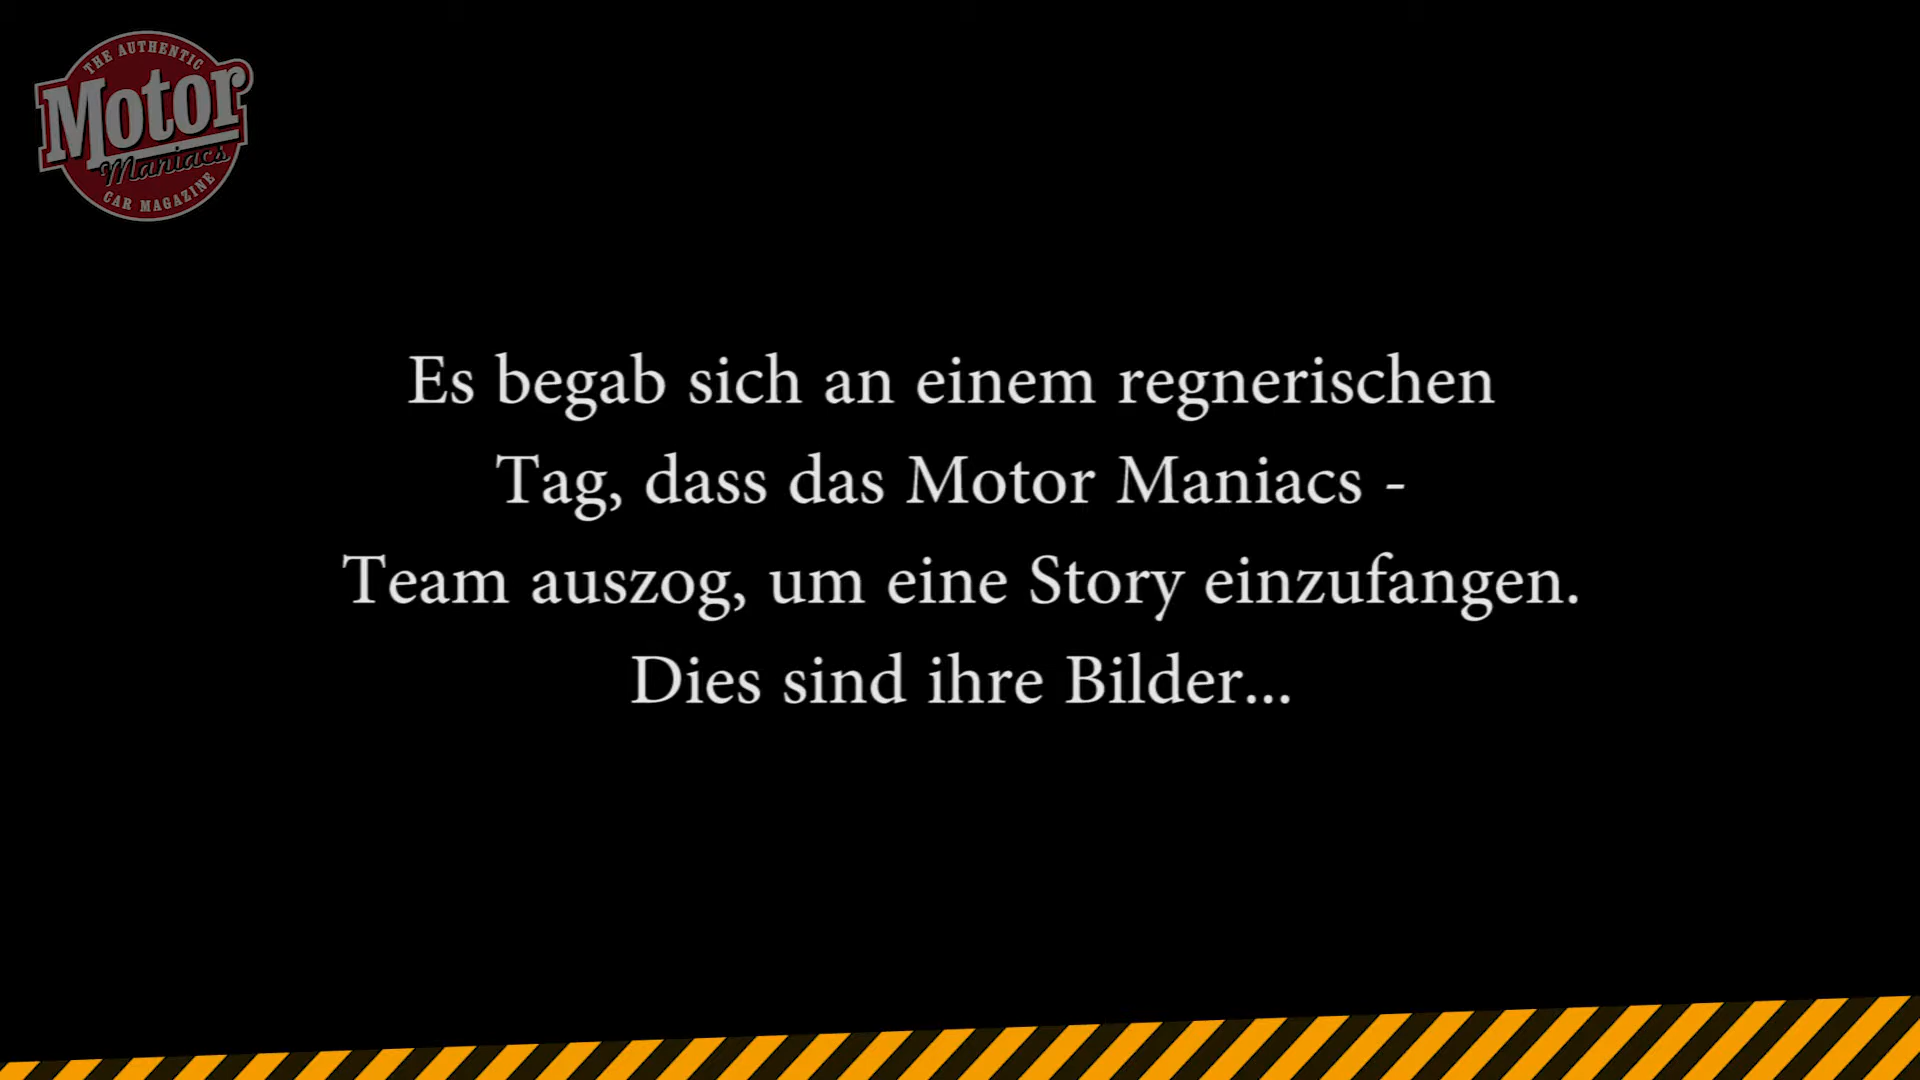 THE AUTHENTIC
Motor
Maniacs
CAR MAGAZINE
Es begab sich an einem regnerischen
Tag, dass das Motor Maniacs -
Team auszog, um eine Story einzufangen.
Dies sind ihre Bilder...